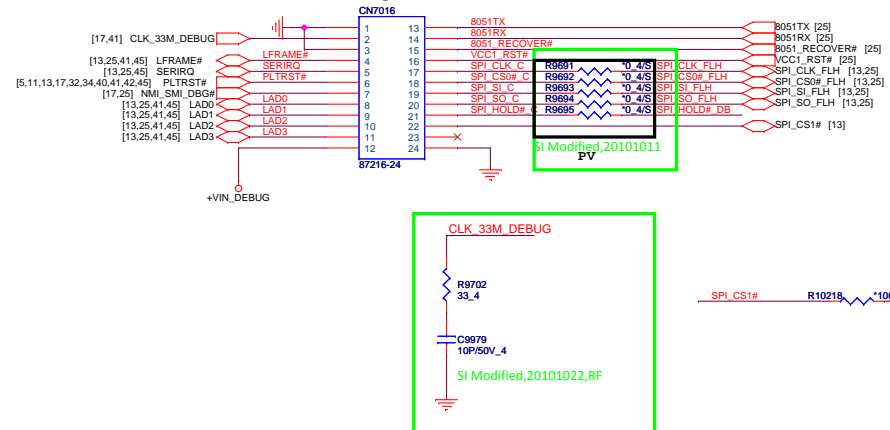 CN7016
1 13 8051TX 8051TX [25]
[17,41] CLK_33M_DEBUG 2 14 8051RX 8051RX [25]
3 15 8051_RECOVER# 8051_RECOVER# [25]
[13,25,41,45] LFRAME# LFRAME# 4 16 VCC1_RST# VCC1_RST# [25]
[13,25,45] SERIRQ SERIRQ 5 17 SPI_CLK_C R9691 *0_4/S SPI_CLK_FLH SPI_CLK_FLH [13,25]
[5,11,13,17,32,34,40,41,42,45] PLTRST# PLTRST# 6 18 SPI_CS0#_C R9692 *0_4/S SPI_CS0#_FLH SPI_CS0#_FLH [13,25]
[17,25] NMI_SMI_DBG# 7 19 SPI_SI_C R9693 *0_4/S SPI_SI_FLH SPI_SI_FLH [13,25]
[13,25,41,45] LAD0 LAD0 8 20 SPI_SO_C R9694 *0_4/S SPI_SO_FLH SPI_SO_FLH [13,25]
[13,25,41,45] LAD1 LAD1 9 21 SPI_HOLD#_C R9695 *0_4/S SPI_HOLD#_DB
[13,25,41,45] LAD2 LAD2 10 22 SPI_CS1# [13]
[13,25,41,45] LAD3 LAD3 11 23
12 24
SI Modified,20101011
PV
87216-24
+VIN_DEBUG
CLK_33M_DEBUG
R9702
33_4
SPI_CS1# R10218
C9979
10P/50V_4
SI Modified,20101022,RF